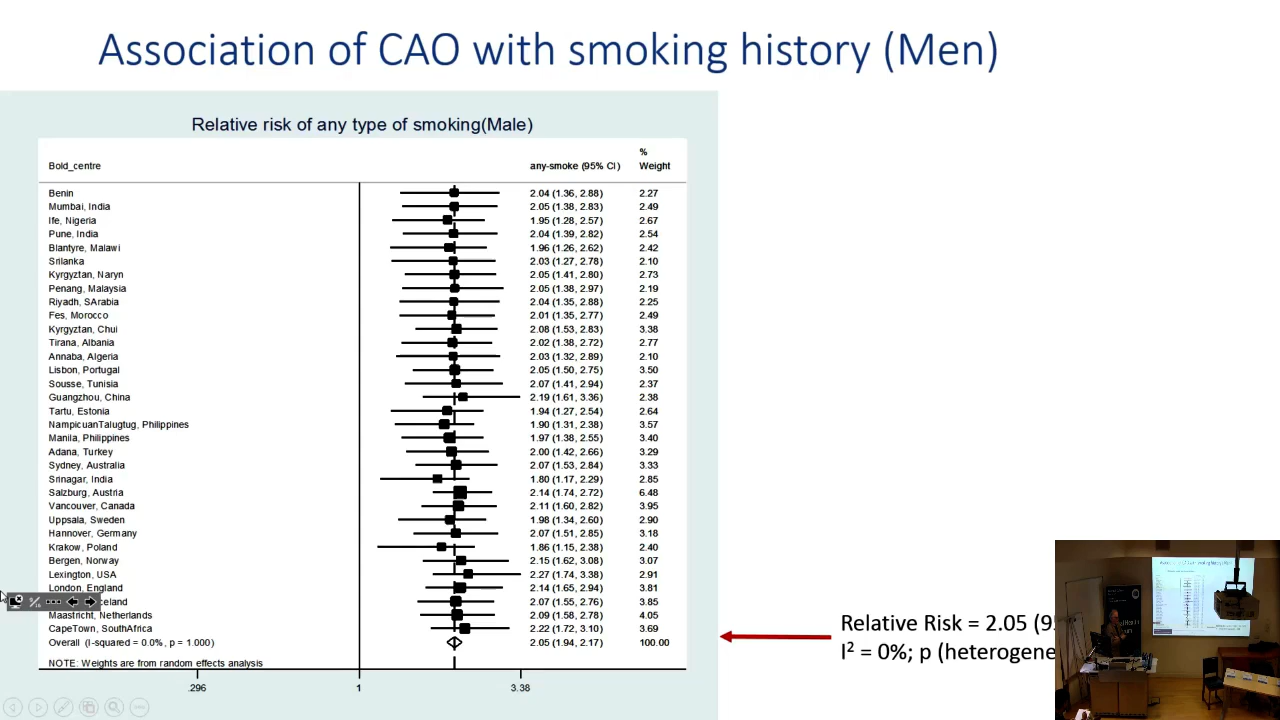 Association of CAO with smoking history (Men)
Relative risk of any type of smoking(Male)
%
Bold_centre any-smoke (95% CI) Weight
Benin 2.04 (1.36, 2.88) 2.27
Mumbai, India 2.05 (1.38, 2.83) 2.49
Ife, Nigeria 1.95 (1.28, 2.57) 2.67
Pune, India 2.04 (1.39, 2.82) 2.54
Blantyre, Malawi 1.96 (1.26, 2.62) 2.42
Srilanka 2.03 (1.27, 2.78) 2.10
Kyrgyztan, Naryn 2.05 (1.41, 2.80) 2.73
Penang, Malaysia 2.05 (1.38, 2.97) 2.19
Riyadh, SArabia 2.04 (1.35, 2.88) 2.25
Fes, Morocco 2.01 (1.35, 2.77) 2.49
Kyrgyztan, Chui 2.08 (1.53, 2.83) 3.38
Tirana, Albania 2.02 (1.38, 2.72) 2.77
Annaba, Algeria 2.03 (1.32, 2.89) 2.10
Lisbon, Portugal 2.05 (1.50, 2.75) 3.50
Sousse, Tunisia 2.07 (1.41, 2.94) 2.37
Guangzhou, China 2.19 (1.61, 3.36) 2.38
Tartu, Estonia 1.94 (1.27, 2.54) 2.64
NampicuanTalugtug, Philippines 1.90 (1.31, 2.38) 3.57
Manila, Philippines 1.97 (1.38, 2.55) 3.40
Adana, Turkey 2.00 (1.42, 2.66) 3.29
Sydney, Australia 2.07 (1.53, 2.84) 3.33
Srinagar, India 1.80 (1.17, 2.29) 2.85
Salzburg, Austria 2.14 (1.74, 2.72) 6.48
Vancouver, Canada 2.11 (1.60, 2.82) 3.95
Uppsala, Sweden 1.98 (1.34, 2.60) 2.90
Hannover, Germany 2.07 (1.51, 2.85) 3.18
Krakow, Poland 1.86 (1.15, 2.38) 2.40
Bergen, Norway 2.15 (1.62, 3.08) 3.07
Lexington, USA 2.27 (1.74, 3.38) 2.91
London, England 2.14 (1.65, 2.94) 3.81
celand 2.07 (1.55, 2.76) 3.85
Maastricht, Netherlands 2.09 (1.58, 2.78) 4.05
CapeTown, SouthAfrica 2.22 (1.72, 3.10) 3.69
Overall (I-squared = 0.0%, p = 1.000) 2.05 (1.94, 2.17) 100.00
NOTE: Weights are from random effects analysis
.296 1 3.38
Relative Risk = 2.05 (9
I² = 0%; p (heterogene